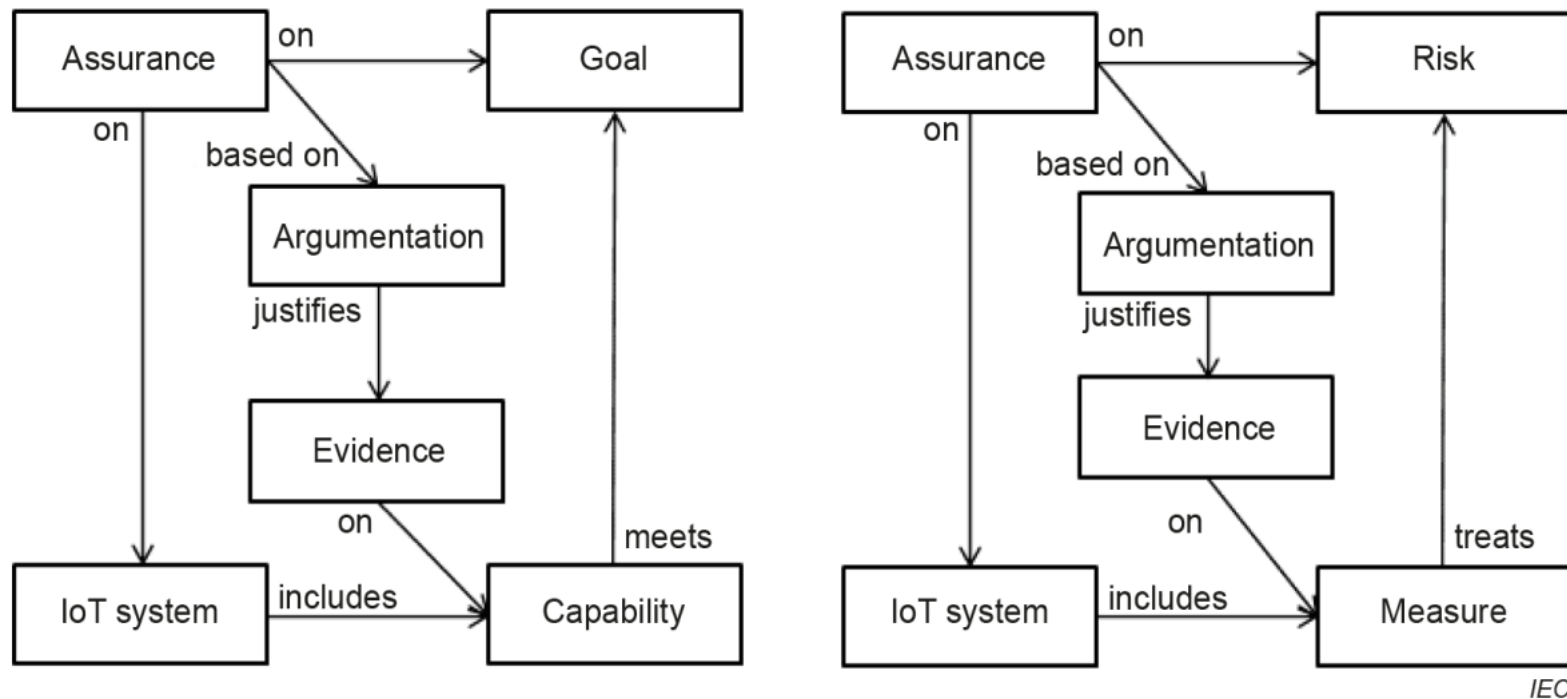 Assurance
on
Goal
on
based on
Argumentation
justifies
Evidence
on
meets
IoT system
includes
Capability
Assurance
on
Risk
on
based on
Argumentation
justifies
Evidence
on
treats
IoT system
includes
Measure
IEC